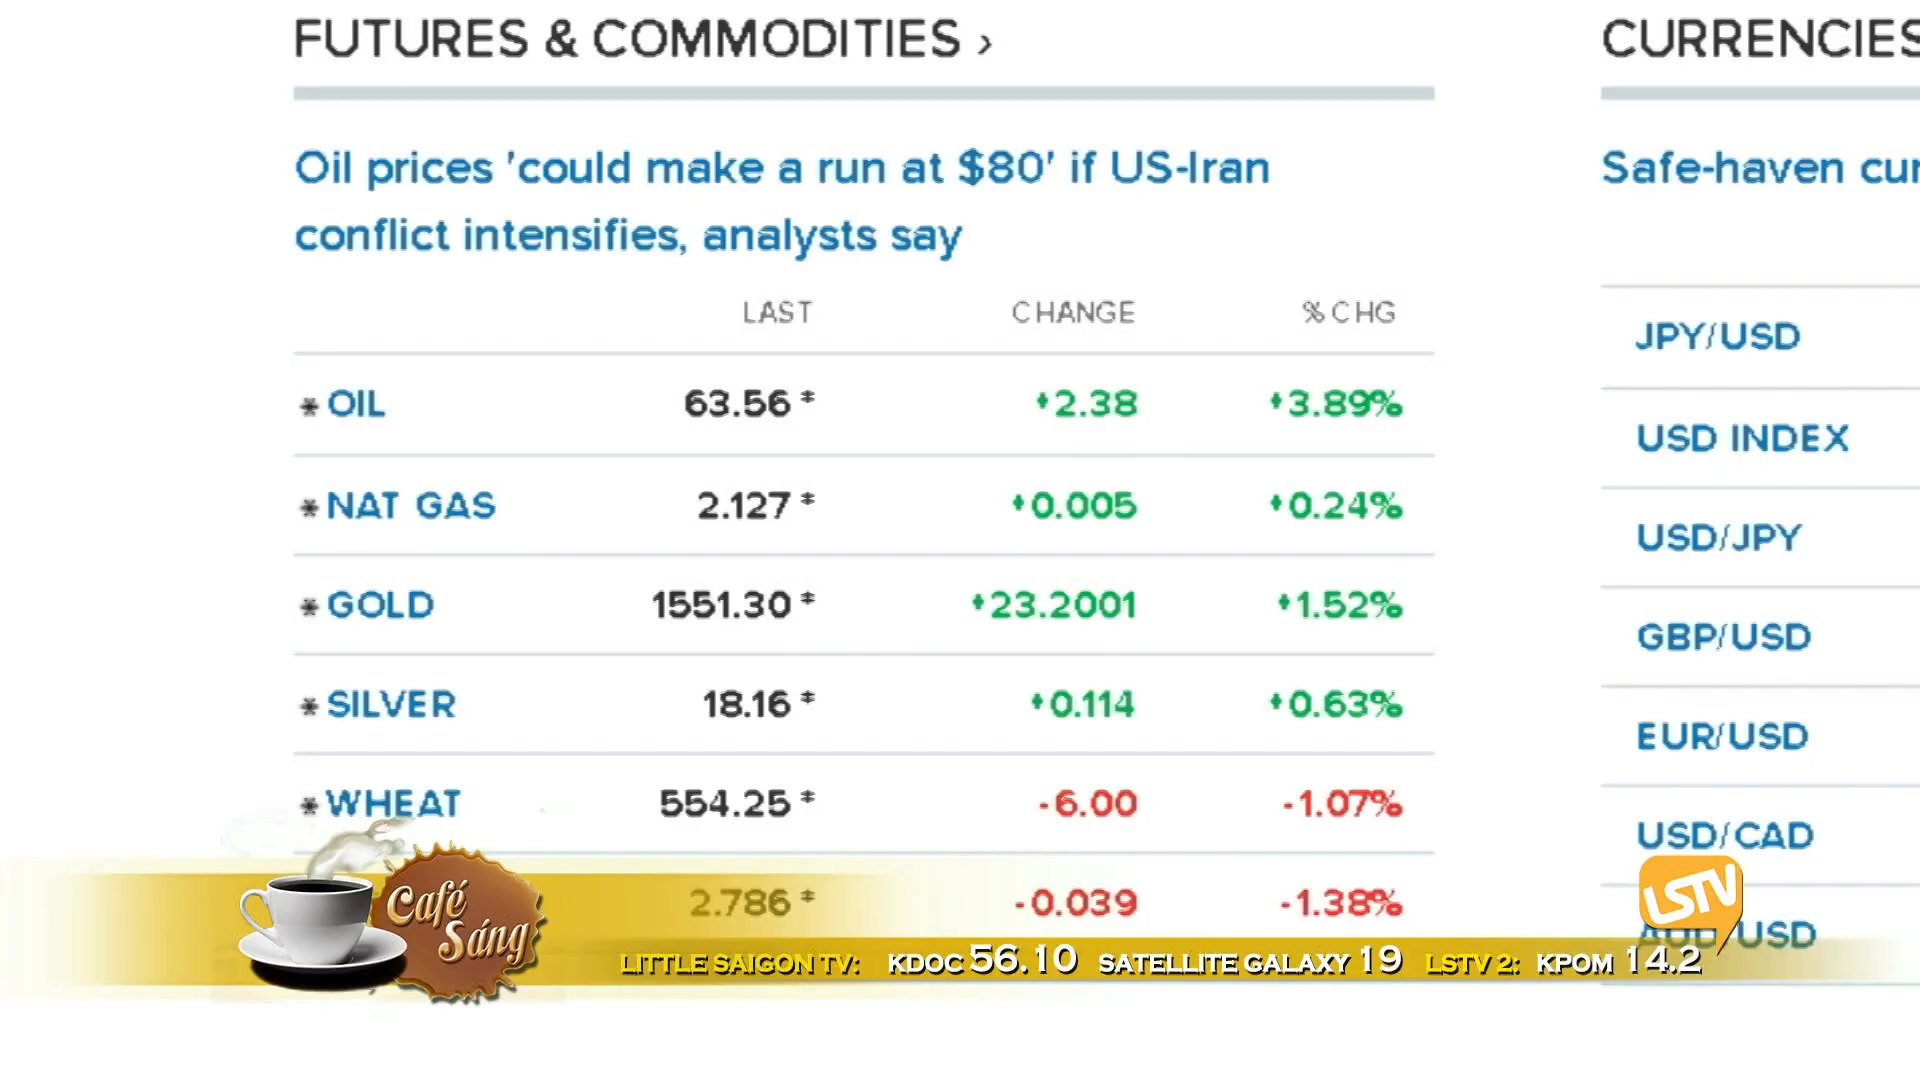 FUTURES & COMMODITIES ›
CURRENCIES
Oil prices 'could make a run at $80' if US-Iran
conflict intensifies, analysts say
Safe-haven cur
LAST CHANGE % CHG
* OIL 63.56 * +2.38 +3.89%
* NAT GAS 2.127 * +0.005 +0.24%
* GOLD 1551.30 * +23.2001 +1.52%
* SILVER 18.16 * +0.114 +0.63%
* WHEAT 554.25 * -6.00 -1.07%
2.786 * -0.039 -1.38%
JPY/USD
USD INDEX
USD/JPY
GBP/USD
EUR/USD
USD/CAD
AUD/USD
Café
Sáng
LSTV
LITTLE SAIGON TV: KDOC 56.10 SATELLITE GALAXY 19 LSTV 2: KPOM 14.2